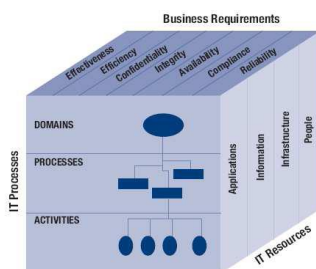 Business Requirements
Effectiveness
Efficiency
Confidentiality
Integrity
Availability
Compliance
Reliability
IT Processes
DOMAINS
PROCESSES
ACTIVITIES
Applications
Information
Infrastructure
People
IT Resources